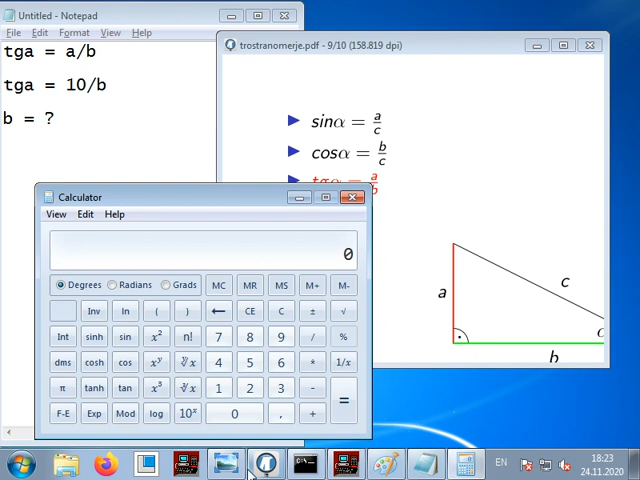 Untitled - Notepad
File Edit Format View Help
tga = a/b
tga = 10/b
b = ?
trostranomerje.pdf - 9/10 (158.819 dpi)
sinα = a/c
cosα = b/c
tgα = a/b
a
c
b
Calculator
View Edit Help
0
Degrees Radians Grads MC MR MS M+ M-
Inv ln ( ) ← CE C ± √
Int sinh sin x² n! 7 8 9 / %
dms cosh cos xʸ ʸ√x 4 5 6 * 1/x
π tanh tan x³ ³√x 1 2 3 - =
F-E Exp Mod log 10ˣ 0 , +
EN
18:23
24.11.2020